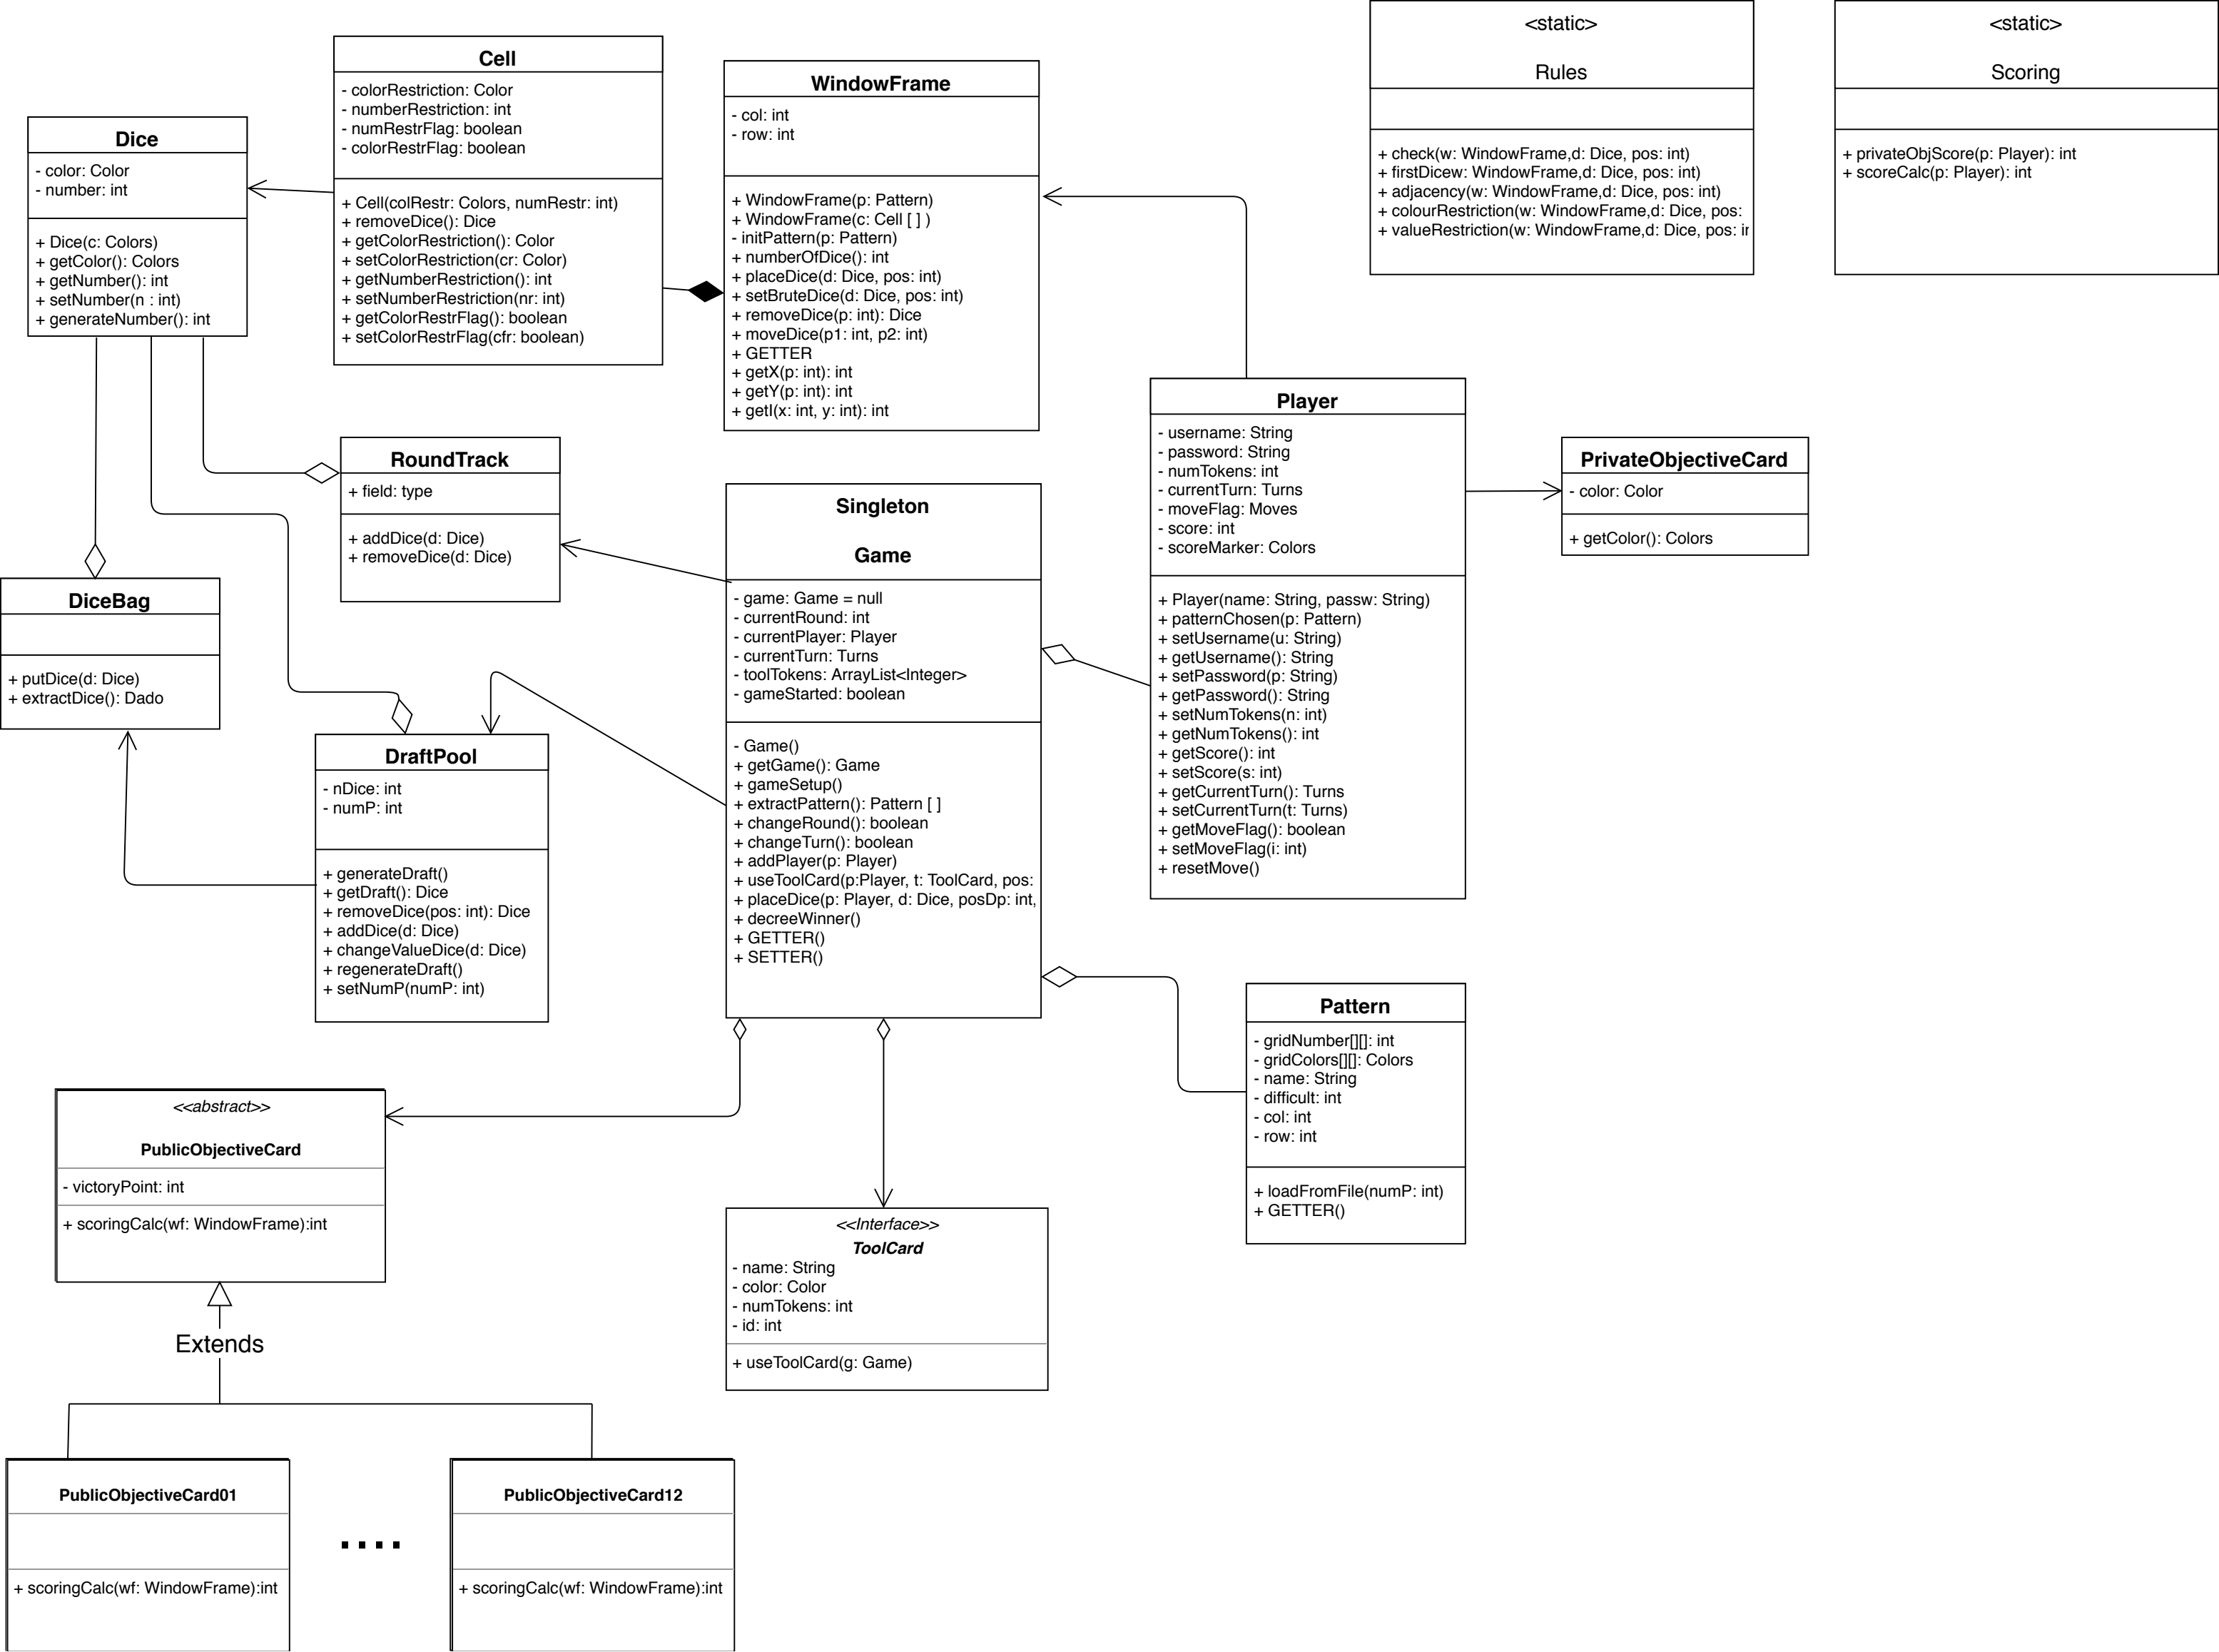 <static>
Rules
+ check(w: WindowFrame,d: Dice, pos: int)
+ firstDicew: WindowFrame,d: Dice, pos: int)
+ adjacency(w: WindowFrame,d: Dice, pos: int)
+ colourRestriction(w: WindowFrame,d: Dice, pos:
+ valueRestriction(w: WindowFrame,d: Dice, pos:
<static>
Scoring
+ privateObjScore(p: Player): int
+ scoreCalc(p: Player): int
Cell
- colorRestriction: Color
- numberRestriction: int
- numRestrFlag: boolean
- colorRestrFlag: boolean
+ Cell(colRestr: Colors, numRestr: int)
+ removeDice(): Dice
+ getColorRestriction(): Color
+ setColorRestriction(cr: Color)
+ getNumberRestriction(): int
+ setNumberRestriction(nr: int)
+ getColorRestrFlag(): boolean
+ setColorRestrFlag(cfr: boolean)
WindowFrame
- col: int
- row: int
+ WindowFrame(p: Pattern)
+ WindowFrame(c: Cell [ ] )
- initPattern(p: Pattern)
+ numberOfDice(): int
+ placeDice(d: Dice, pos: int)
+ setBruteDice(d: Dice, pos: int)
+ removeDice(p: int): Dice
+ moveDice(p1: int, p2: int)
+ GETTER
+ getX(p: int): int
+ getY(p: int): int
+ getI(x: int, y: int): int
Dice
- color: Color
- number: int
+ Dice(c: Colors)
+ getColor(): Colors
+ getNumber(): int
+ setNumber(n : int)
+ generateNumber(): int
Player
- username: String
- password: String
- numTokens: int
- currentTurn: Turns
- moveFlag: Moves
- score: int
- scoreMarker: Colors
+ Player(name: String, passw: String)
+ patternChosen(p: Pattern)
+ setUsername(u: String)
+ getUsername(): String
+ setPassword(p: String)
+ getPassword(): String
+ setNumTokens(n: int)
+ getNumTokens(): int
+ getScore(): int
+ setScore(s: int)
+ getCurrentTurn(): Turns
+ setCurrentTurn(t: Turns)
+ getMoveFlag(): boolean
+ setMoveFlag(i: int)
+ resetMove()
PrivateObjectiveCard
- color: Color
+ getColor(): Colors
RoundTrack
+ field: type
+ addDice(d: Dice)
+ removeDice(d: Dice)
Singleton
Game
- game: Game = null
- currentRound: int
- currentPlayer: Player
- currentTurn: Turns
- toolTokens: ArrayList<Integer>
- gameStarted: boolean
- Game()
+ getGame(): Game
+ gameSetup()
+ extractPattern(): Pattern [ ]
+ changeRound(): boolean
+ changeTurn(): boolean
+ addPlayer(p: Player)
+ useToolCard(p:Player, t: ToolCard, pos:
+ placeDice(p: Player, d: Dice, posDp: int,
+ decreeWinner()
+ GETTER()
+ SETTER()
DiceBag
+ putDice(d: Dice)
+ extractDice(): Dado
DraftPool
- nDice: int
- numP: int
+ generateDraft()
+ getDraft(): Dice
+ removeDice(pos: int): Dice
+ addDice(d: Dice)
+ changeValueDice(d: Dice)
+ regenerateDraft()
+ setNumP(numP: int)
Pattern
- gridNumber[][]: int
- gridColors[][]: Colors
- name: String
- difficult: int
- col: int
- row: int
+ loadFromFile(numP: int)
+ GETTER()
<<abstract>>
PublicObjectiveCard
- victoryPoint: int
+ scoringCalc(wf: WindowFrame):int
<<Interface>>
ToolCard
- name: String
- color: Color
- numTokens: int
- id: int
+ useToolCard(g: Game)
Extends
PublicObjectiveCard01
+ scoringCalc(wf: WindowFrame):int
....
PublicObjectiveCard12
+ scoringCalc(wf: WindowFrame):int